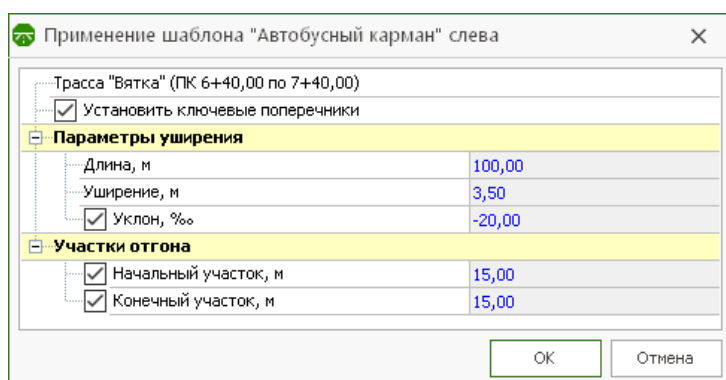 Применение шаблона "Автобусный карман" слева
Трасса "Вятка" (ПК 6+40,00 по 7+40,00)
Установить ключевые поперечники
Параметры уширения
Длина, м 100,00
Уширение, м 3,50
Уклон, ‰ -20,00
Участки отгона
Начальный участок, м 15,00
Конечный участок, м 15,00
ОК Отмена